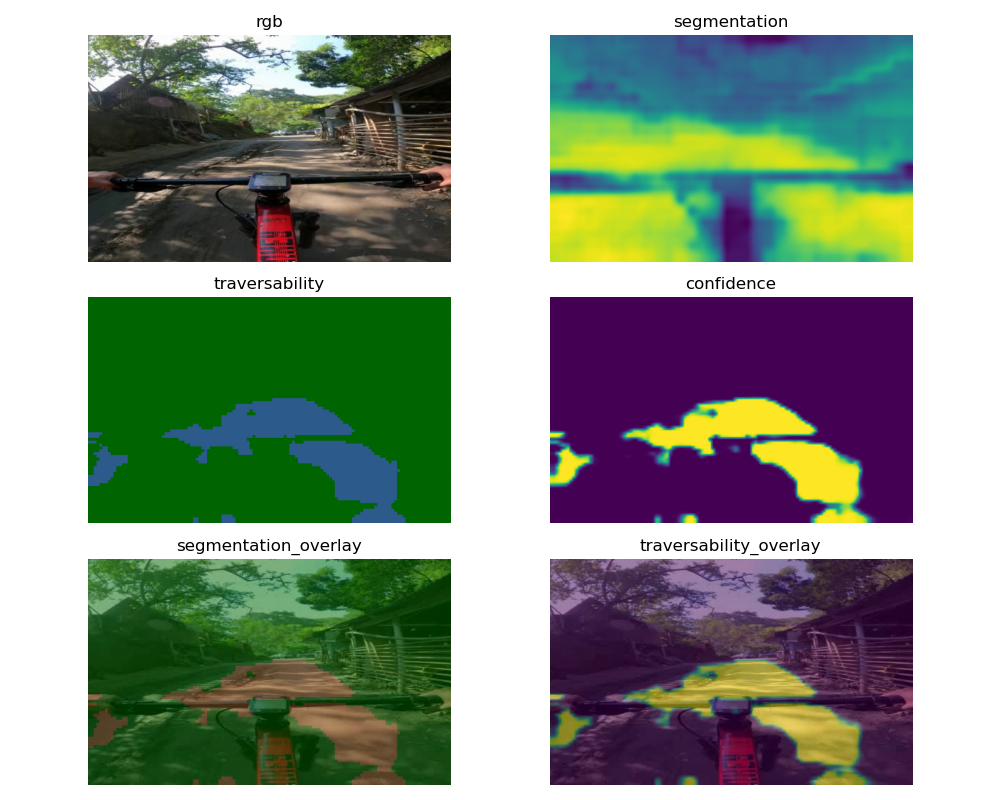 rgb
segmentation
traversability
confidence
segmentation_overlay
traversability_overlay